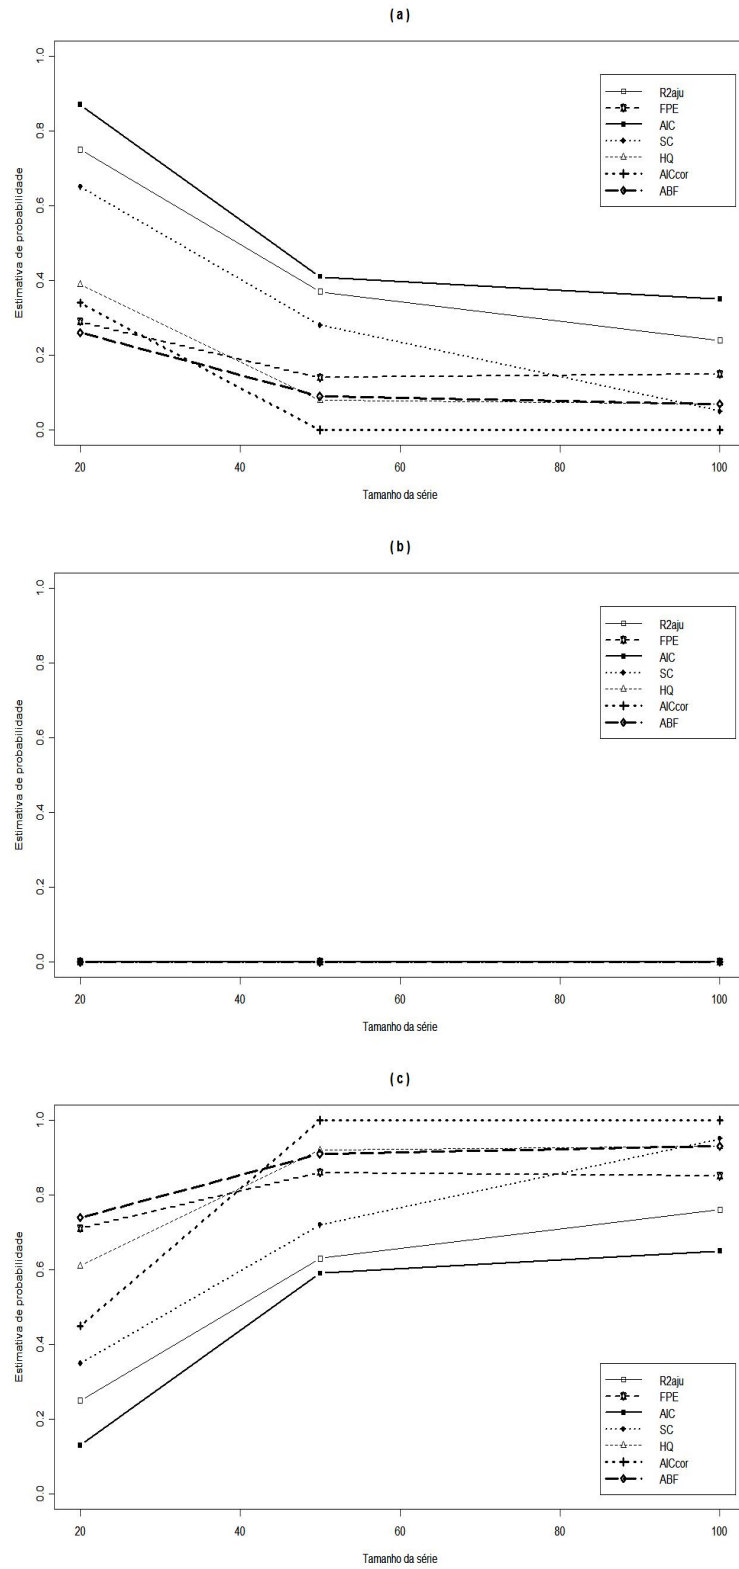 ( a )
Estimativa de probabilidade
1.0
0.8
0.6
0.4
0.2
0.0
R2aju
FPE
AIC
SC
HQ
AICcor
ABF
20 40 60 80 100
Tamanho da série
( b )
Estimativa de probabilidade
1.0
0.8
0.6
0.4
0.2
0.0
R2aju
FPE
AIC
SC
HQ
AICcor
ABF
20 40 60 80 100
Tamanho da série
( c )
Estimativa de probabilidade
1.0
0.8
0.6
0.4
0.2
0.0
R2aju
FPE
AIC
SC
HQ
AICcor
ABF
20 40 60 80 100
Tamanho da série